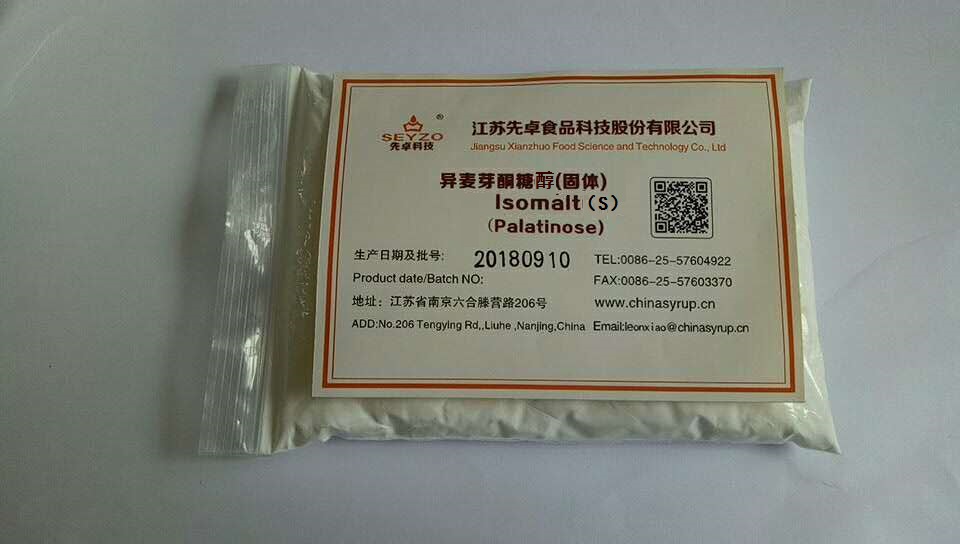 ®
SEYZO
先卓科技
江苏先卓食品科技股份有限公司
Jiangsu Xianzhuo Food Science and Technology Co., Ltd
异麦芽酮糖醇(固体)
Isomalt (S)
(Palatinose)
生产日期及批号: 20180910
Product date/Batch NO:
TEL:0086-25-57604922
FAX:0086-25-57603370
地址: 江苏省南京六合滕营路206号
www.chinasyrup.cn
ADD:No.206 Tengying Rd,,Liuhe ,Nanjing,China
Email:leonxiao@chinasyrup.cn